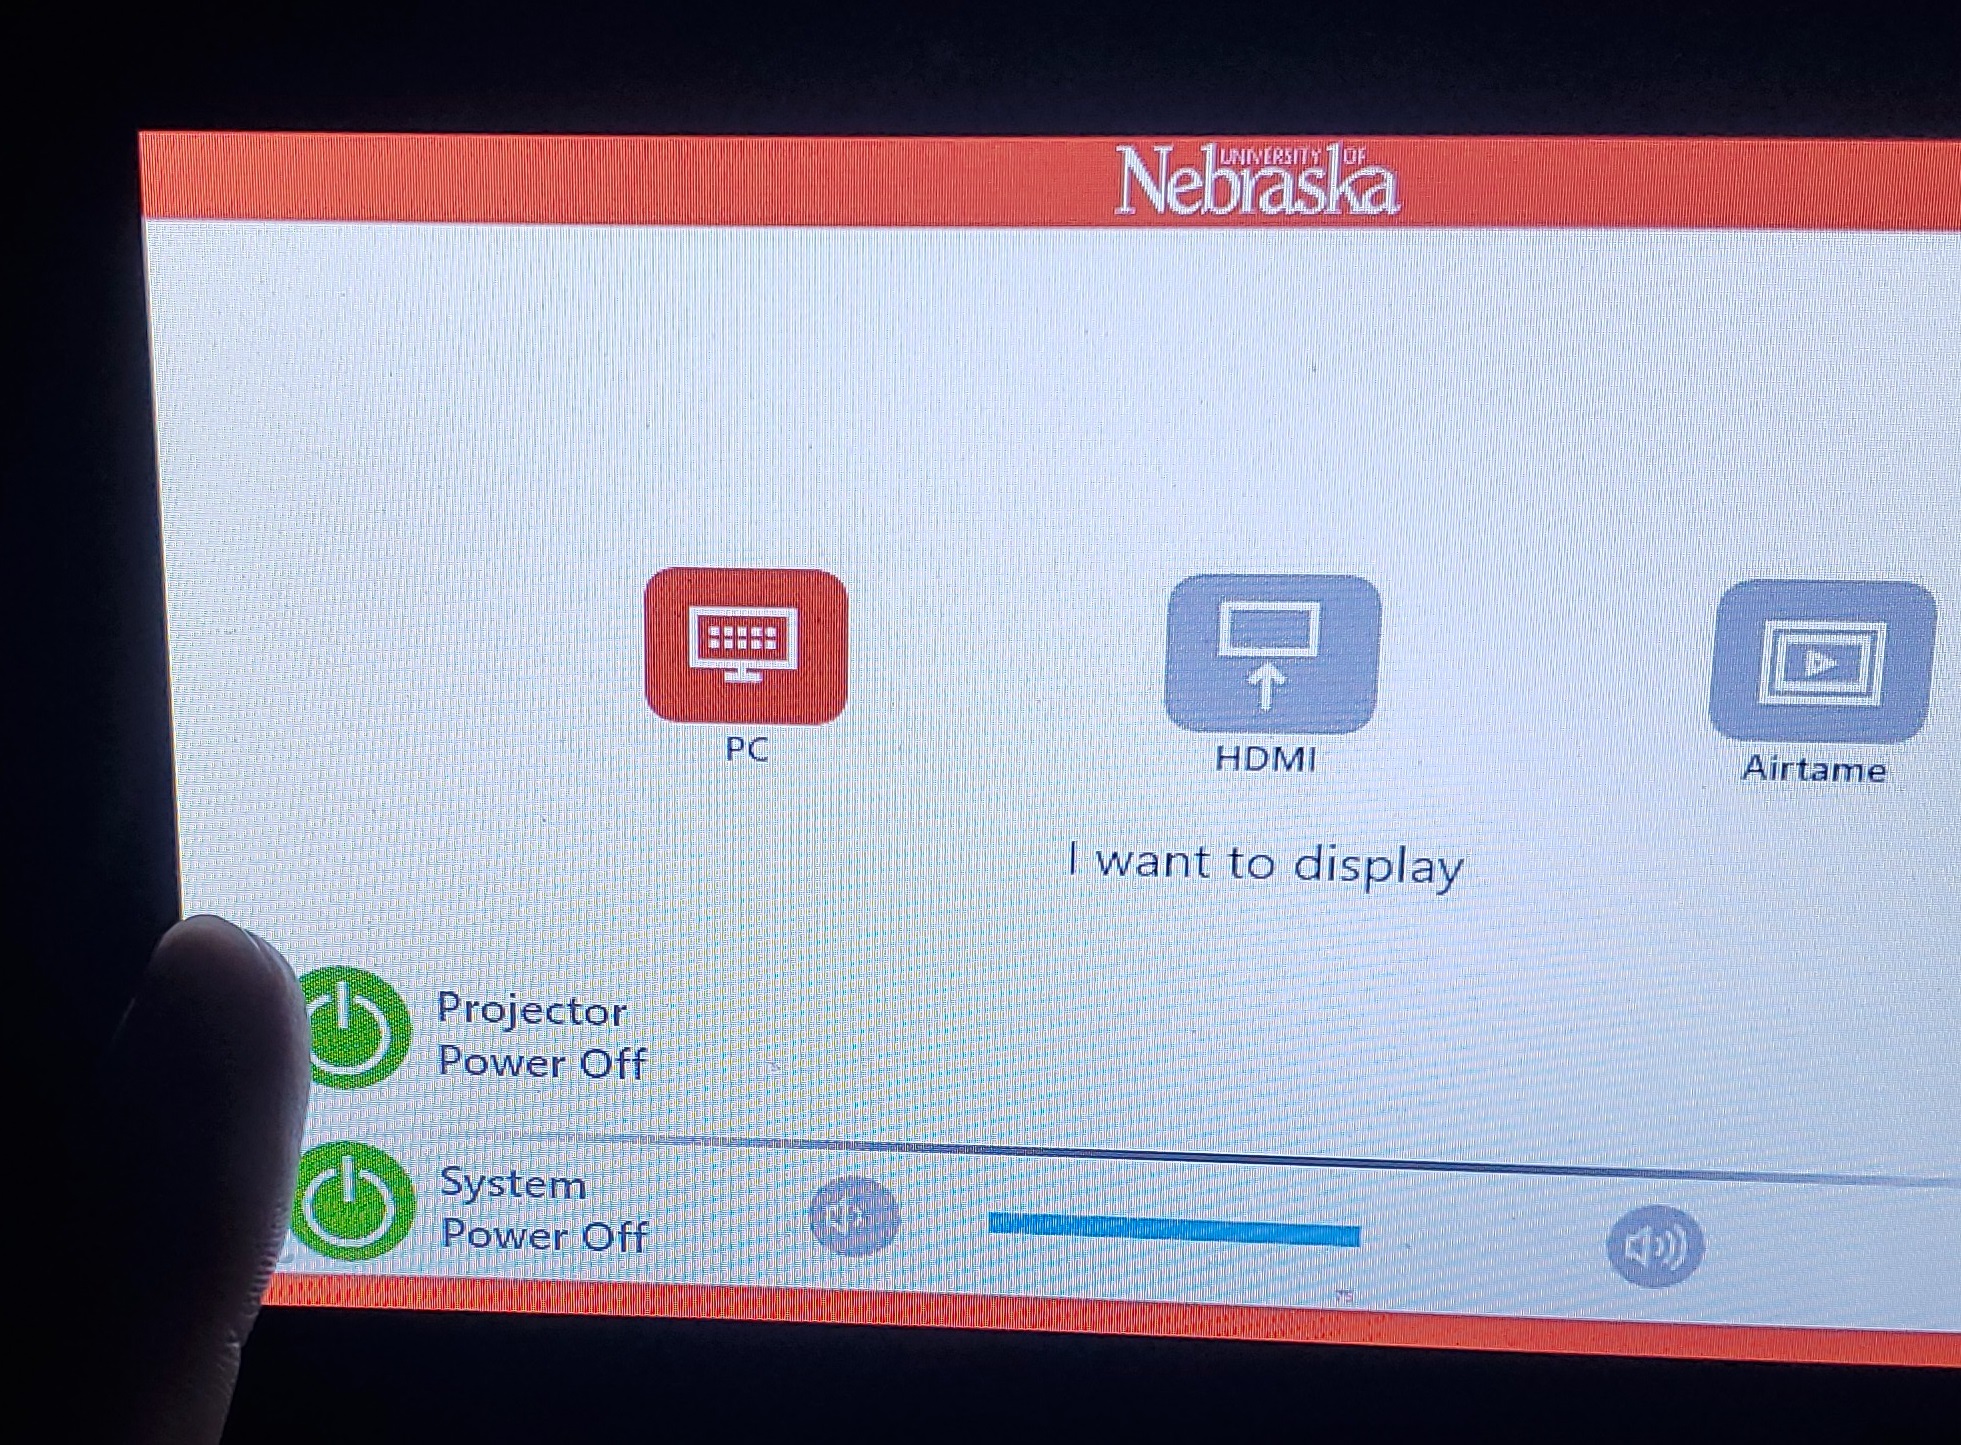 UNIVERSITY OF
Nebraska
PC
HDMI
Airtame
I want to display
Projector
Power Off
System
Power Off